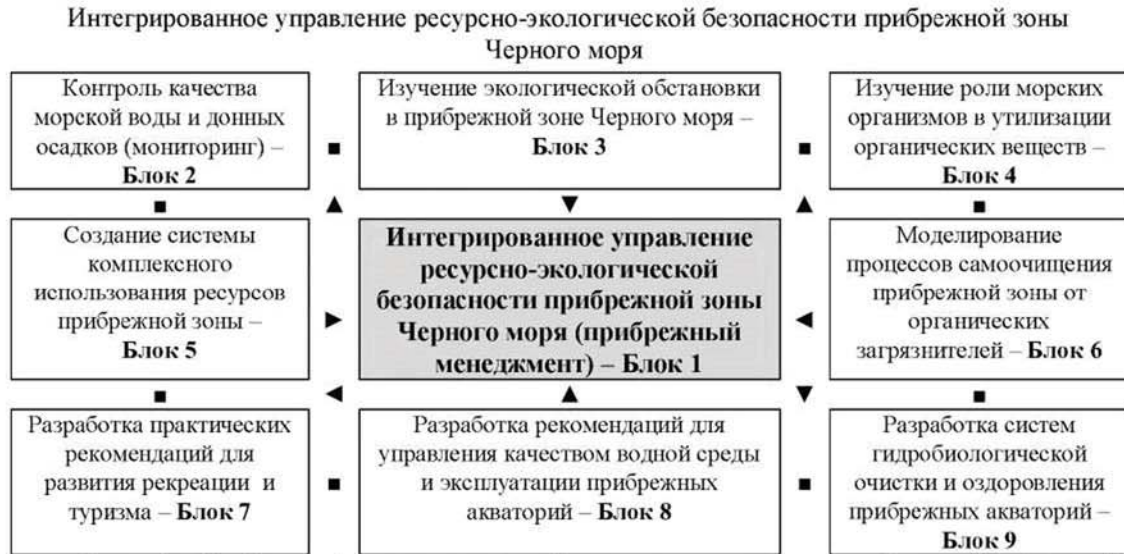 Интегрированное управление ресурсно-экологической безопасности прибрежной зоны
Черного моря
Контроль качества
морской воды и донных
осадков (мониторинг) –
Блок 2
Изучение экологической обстановки
в прибрежной зоне Черного моря –
Блок 3
Изучение роли морских
организмов в утилизации
органических веществ –
Блок 4
Создание системы
комплексного
использования ресурсов
прибрежной зоны –
Блок 5
Интегрированное управление
ресурсно-экологической
безопасности прибрежной зоны
Черного моря (прибрежный
менеджмент) – Блок 1
Моделирование
процессов самоочищения
прибрежной зоны от
органических
загрязнителей – Блок 6
Разработка практических
рекомендаций для
развития рекреации и
туризма – Блок 7
Разработка рекомендаций для
управления качеством водной среды
и эксплуатации прибрежных
акваторий – Блок 8
Разработка систем
гидробиологической
очистки и оздоровления
прибрежных акваторий –
Блок 9